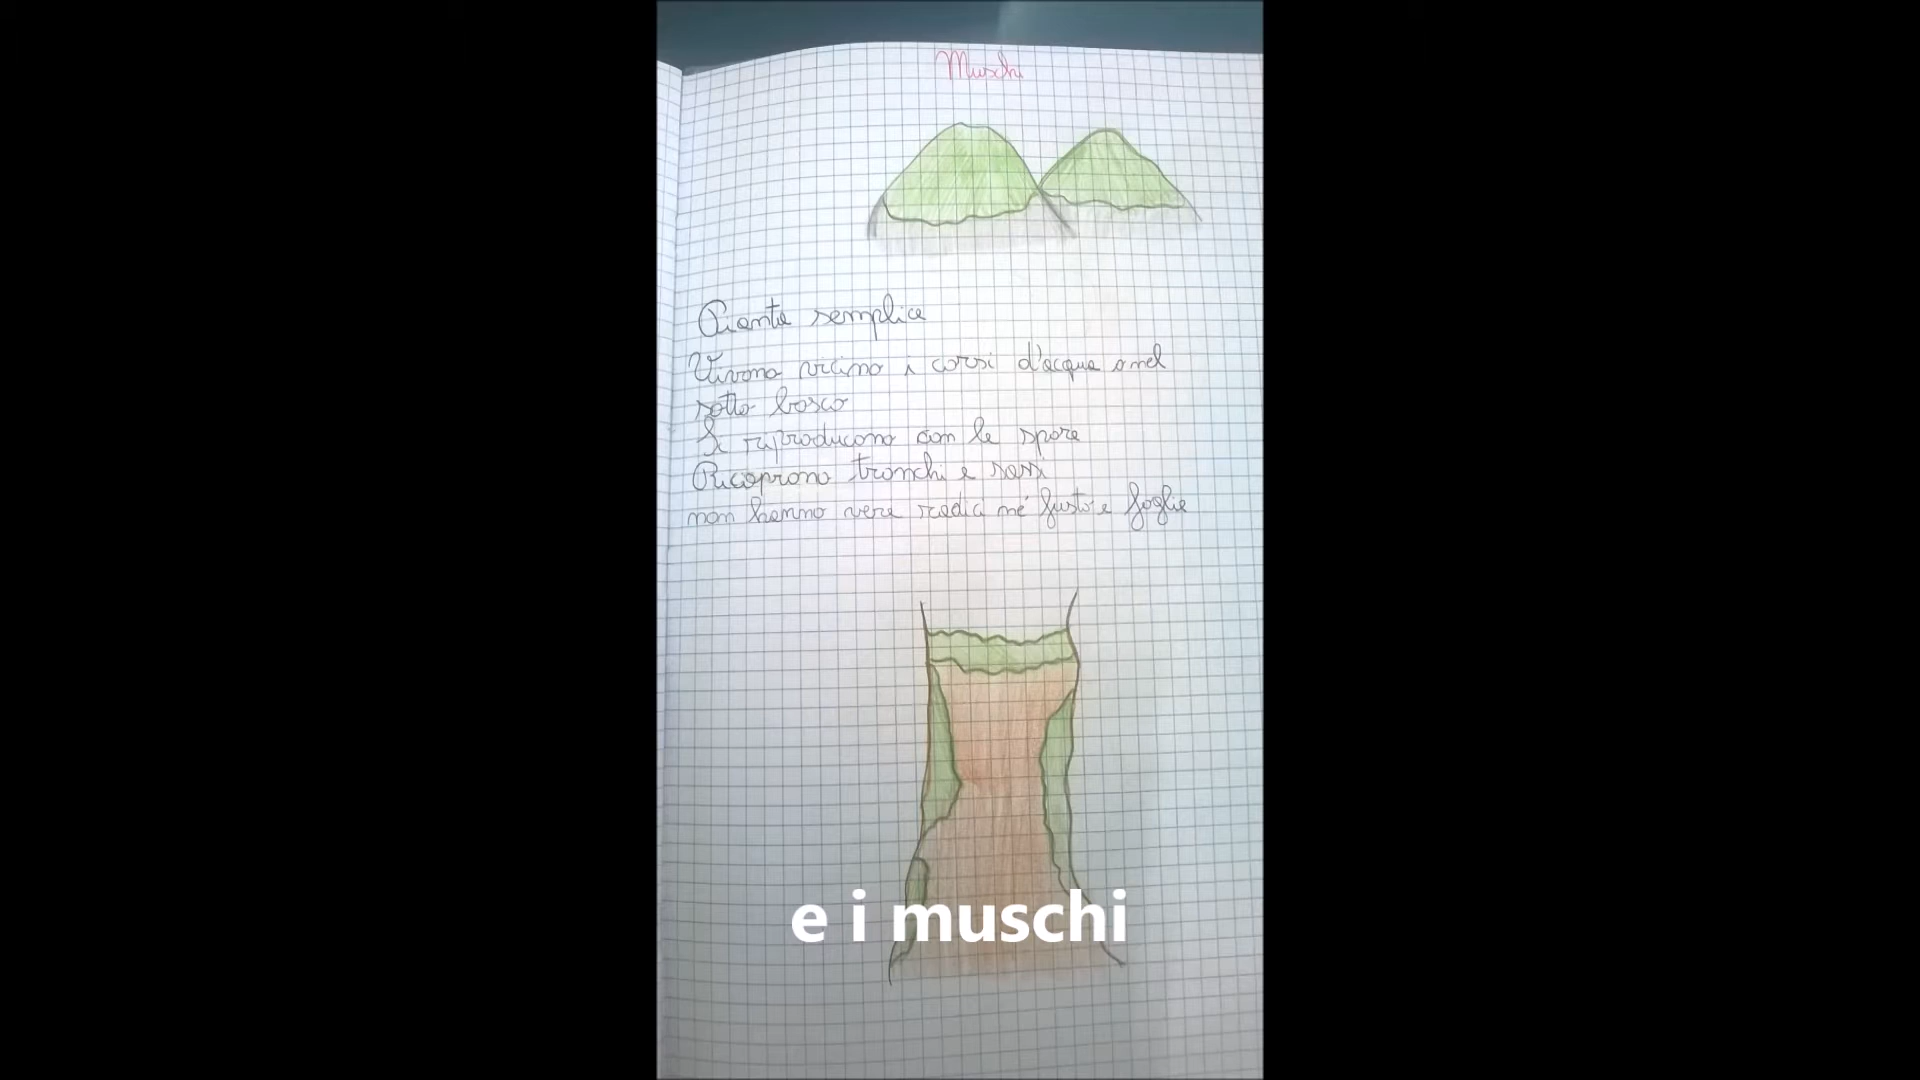 Muschi
Piante semplice
Vivono vicino i corsi d'acqua o nel
sotto bosco
Si riproducono con le spore
Ricoprono tronchi e sassi
non hanno vere radici né fusto e foglie
e i muschi